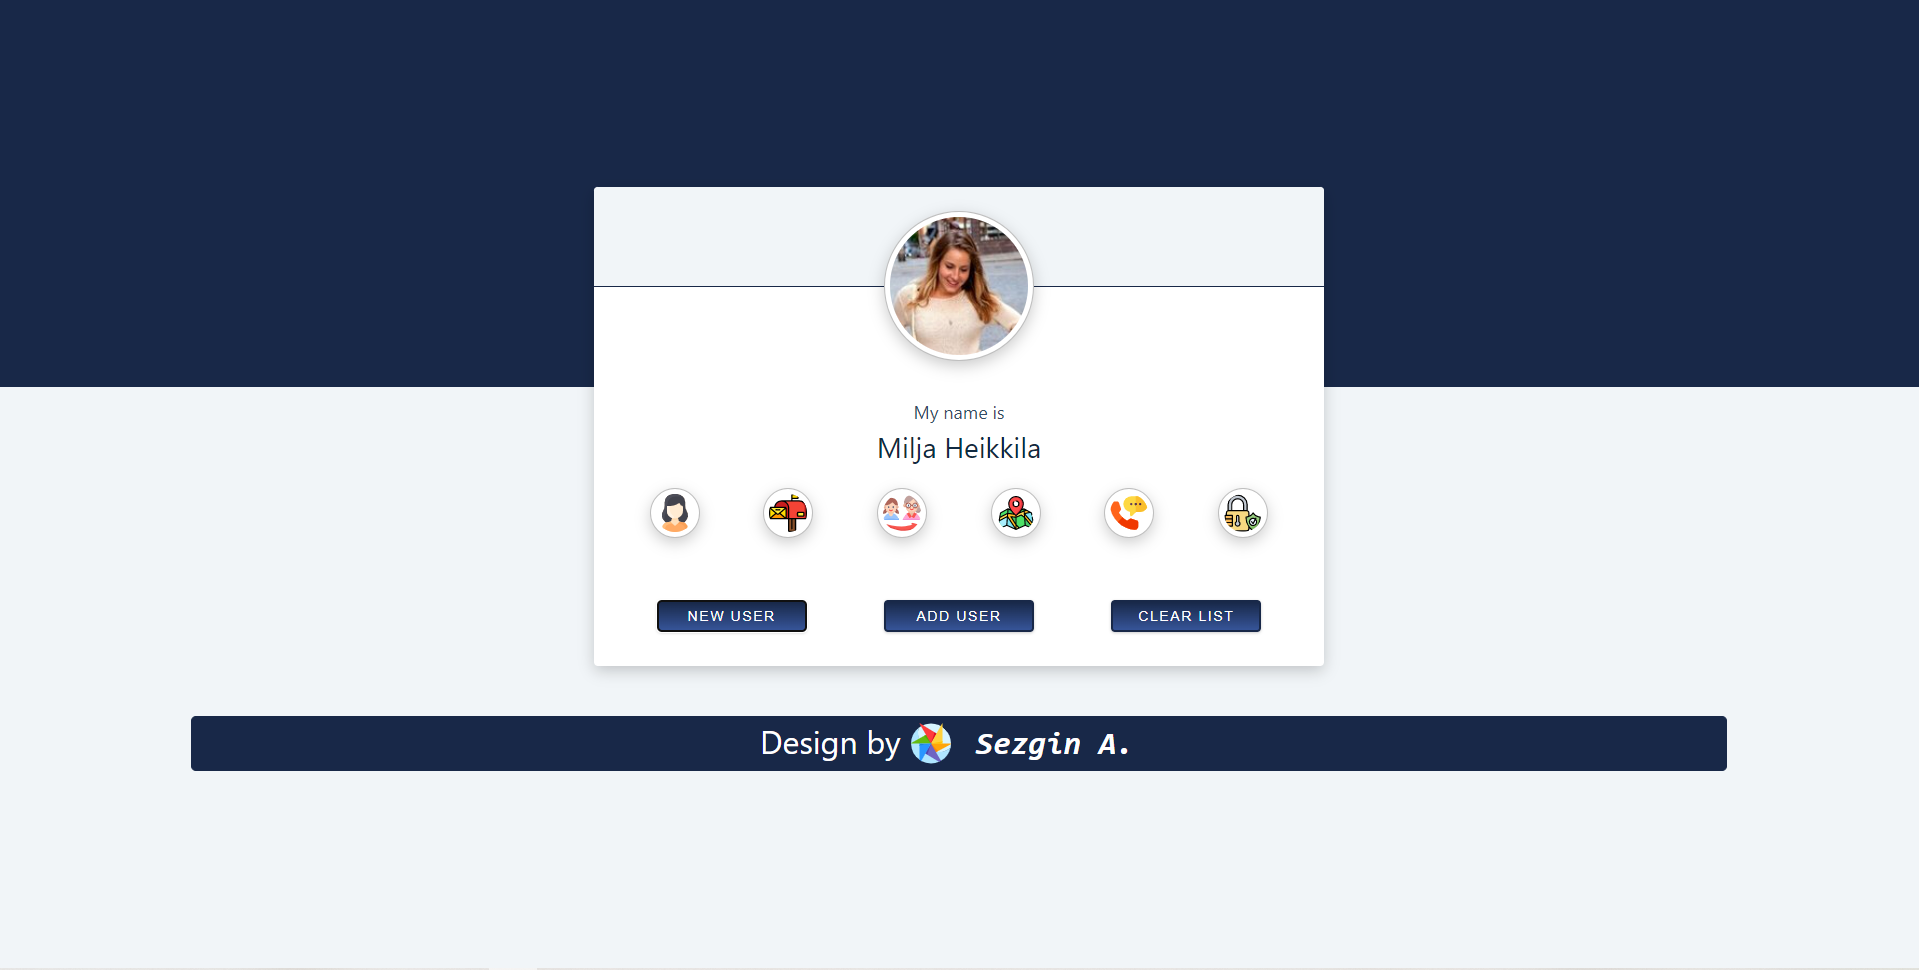 My name is
Milja Heikkila
NEW USER
ADD USER
CLEAR LIST
Design by Sezgin A.